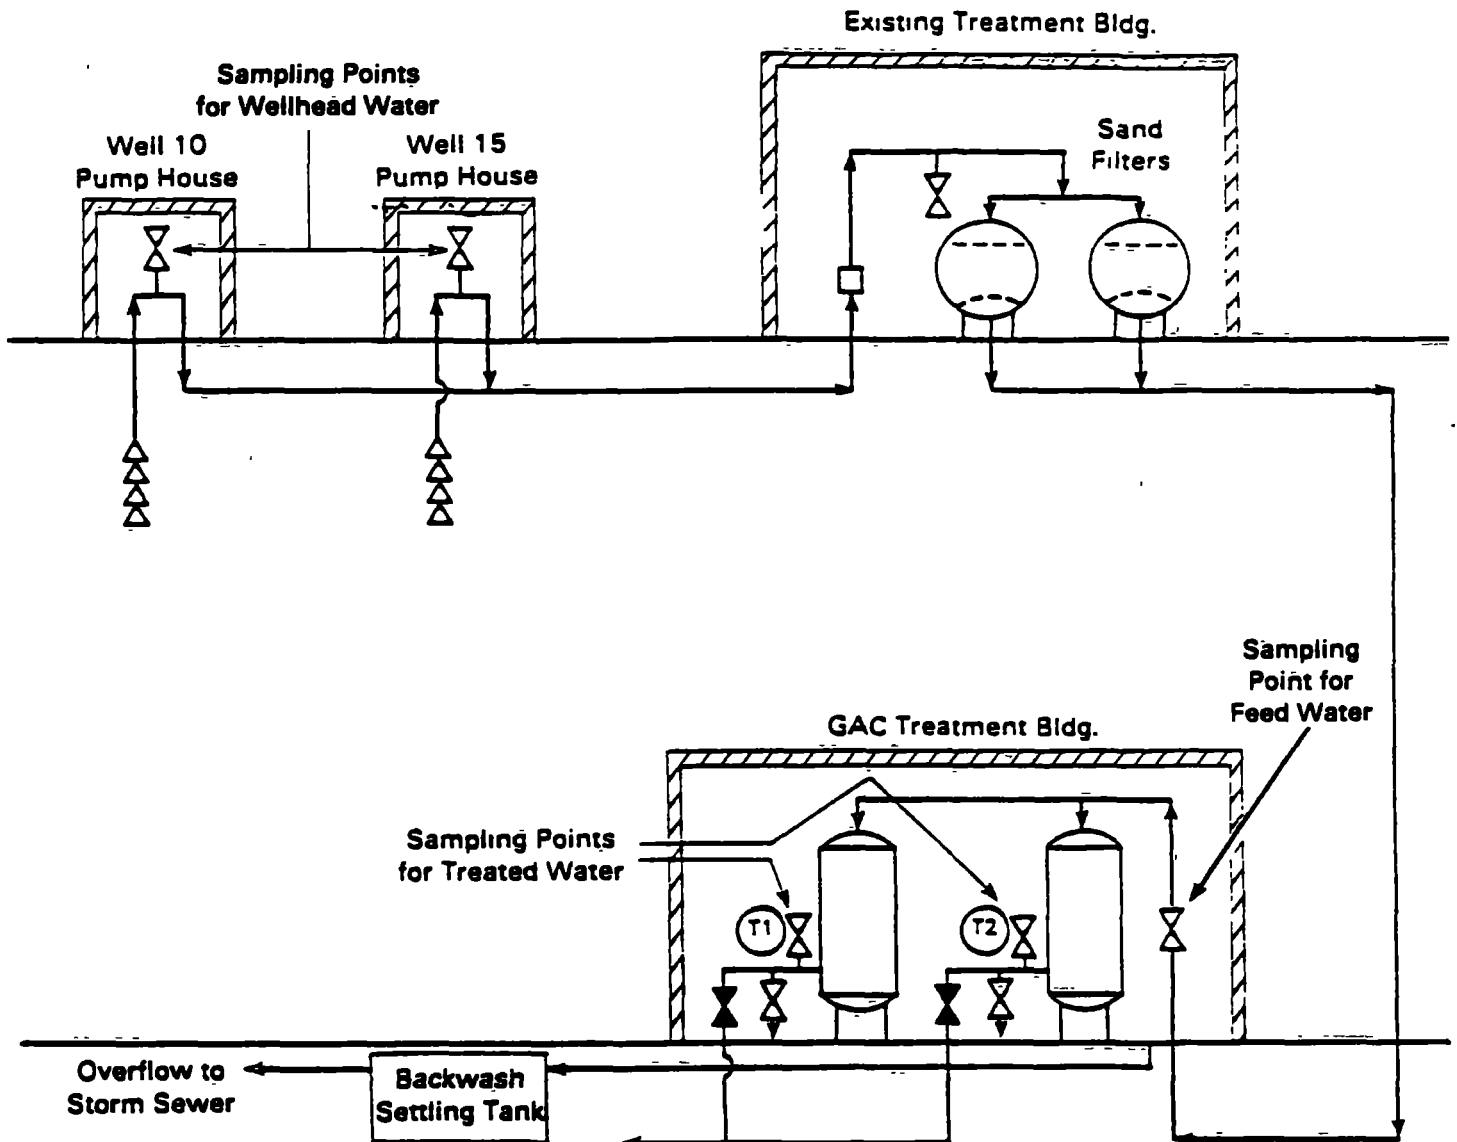 Existing Treatment Bldg.
Sampling Points
for Wellhead Water
Well 10
Pump House
Well 15
Pump House
Sand
Filters
Sampling
Point for
Feed Water
GAC Treatment Bldg.
Sampling Points
for Treated Water
T1
T2
Overflow to
Storm Sewer
Backwash
Settling Tank